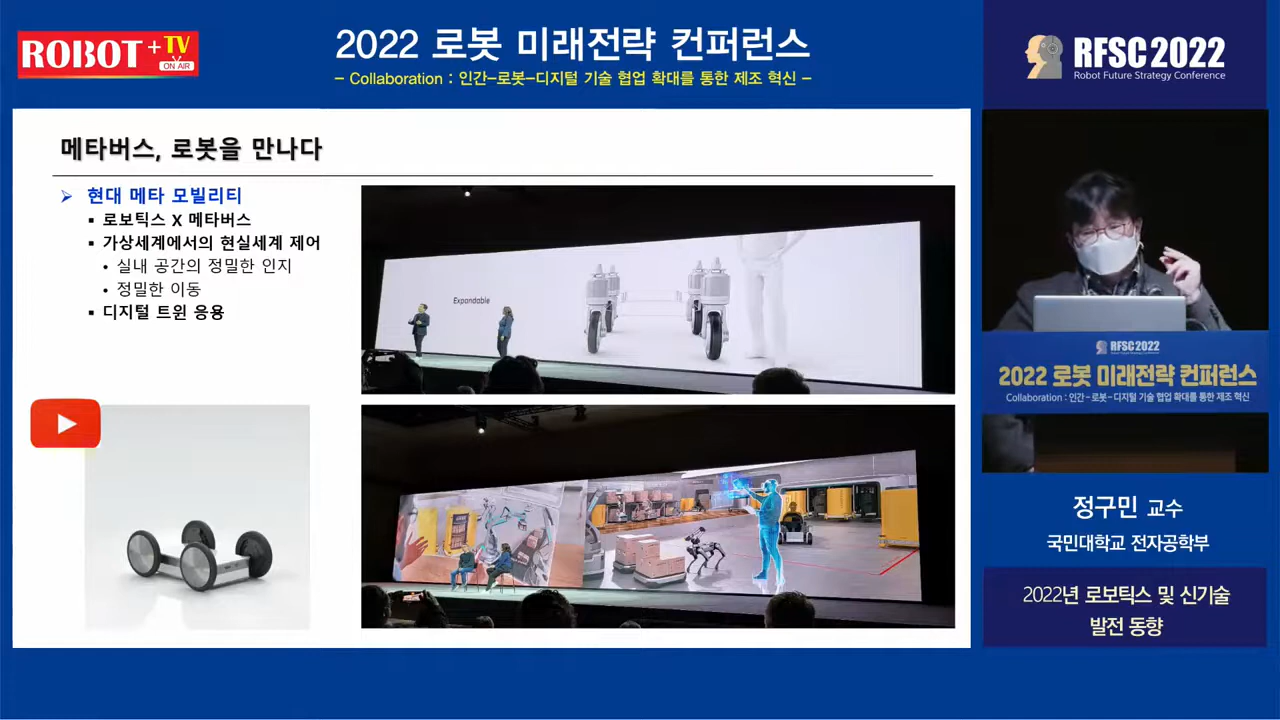 ROBOT+TV
ON AIR
2022 로봇 미래전략 컨퍼런스
– Collaboration : 인간–로봇–디지털 기술 협업 확대를 통한 제조 혁신 –
RFSC 2022
Robot Future Strategy Conference
메타버스, 로봇을 만나다
➢ 현대 메타 모빌리티
▪ 로보틱스 X 메타버스
▪ 가상세계에서의 현실세계 제어
• 실내 공간의 정밀한 인지
• 정밀한 이동
▪ 디지털 트윈 응용
Expandable
RFSC 2022
2022 로봇 미래전략 컨퍼런스
Collaboration : 인간-로봇-디지털 기술 협업 확대를 통한 제조 혁신
정구민 교수
국민대학교 전자공학부
2022년 로보틱스 및 신기술
발전 동향